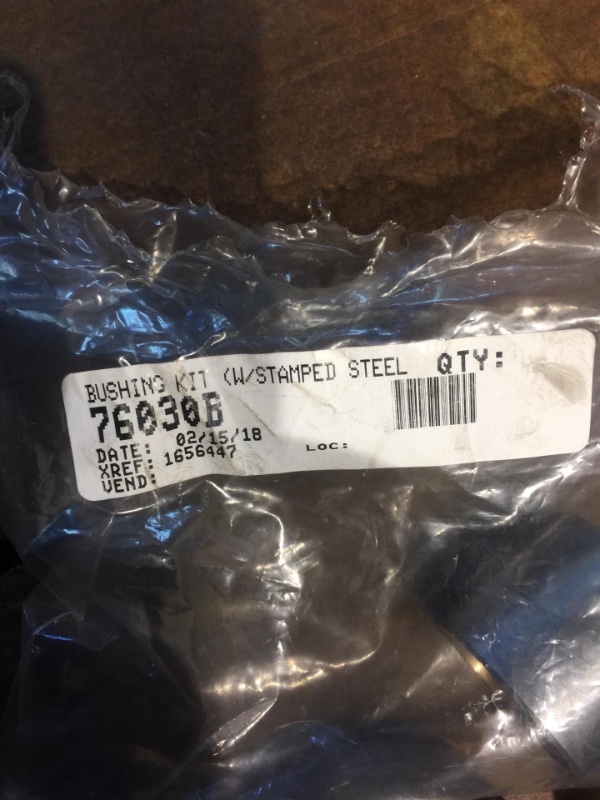 BUSHING KIT (W/STAMPED STEEL QTY:
76030B
DATE: 02/15/18
XREF: 1656447 LOC:
VEND: